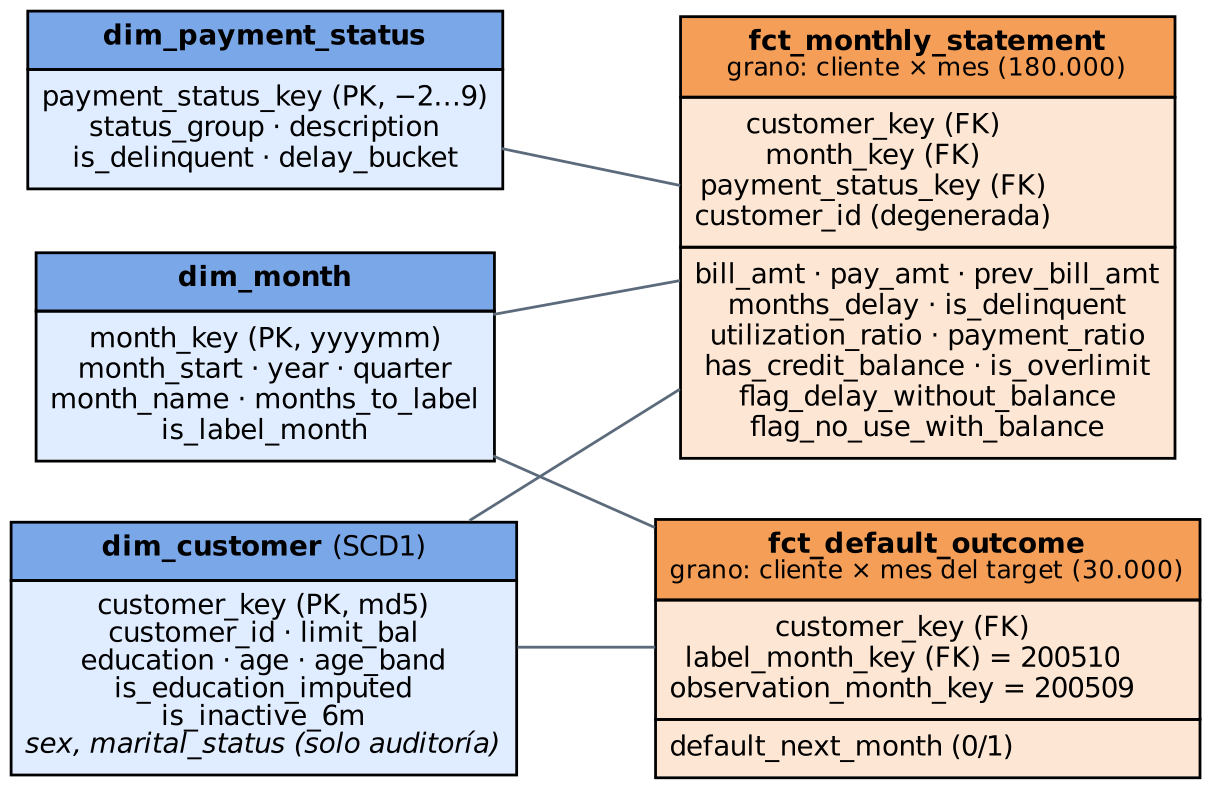 dim_payment_status
payment_status_key (PK, −2…9)
status_group · description
is_delinquent · delay_bucket
dim_month
month_key (PK, yyyymm)
month_start · year · quarter
month_name · months_to_label
is_label_month
dim_customer (SCD1)
customer_key (PK, md5)
customer_id · limit_bal
education · age · age_band
is_education_imputed
is_inactive_6m
sex, marital_status (solo auditoría)
fct_monthly_statement
grano: cliente × mes (180.000)
customer_key (FK)
month_key (FK)
payment_status_key (FK)
customer_id (degenerada)
bill_amt · pay_amt · prev_bill_amt
months_delay · is_delinquent
utilization_ratio · payment_ratio
has_credit_balance · is_overlimit
flag_delay_without_balance
flag_no_use_with_balance
fct_default_outcome
grano: cliente × mes del target (30.000)
customer_key (FK)
label_month_key (FK) = 200510
observation_month_key = 200509
default_next_month (0/1)